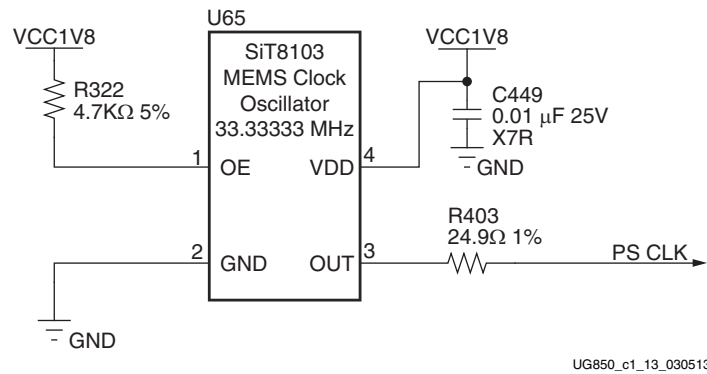 U65
VCC1V8
R322
4.7KΩ 5%
SiT8103
MEMS Clock
Oscillator
33.33333 MHz
VCC1V8
C449
0.01 μF 25V
X7R
GND
1
OE
VDD
4
R403
24.9Ω 1%
2
GND
OUT
3
PS CLK
GND
UG850_c1_13_030513